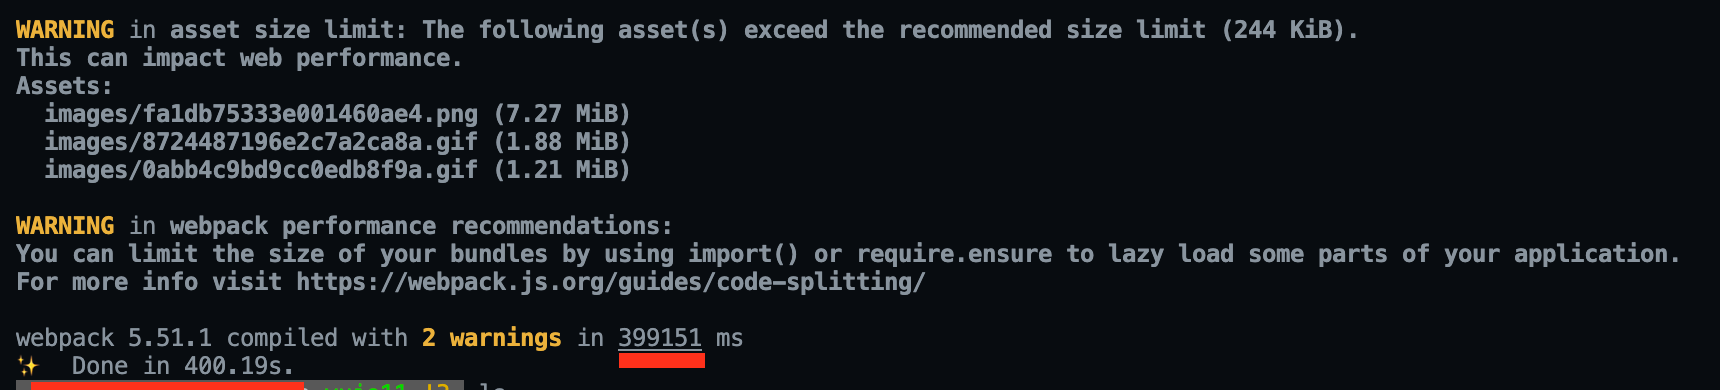 WARNING in asset size limit: The following asset(s) exceed the recommended size limit (244 KiB).
This can impact web performance.
Assets:
images/fa1db75333e001460ae4.png (7.27 MiB)
images/8724487196e2c7a2ca8a.gif (1.88 MiB)
images/0abb4c9bd9cc0edb8f9a.gif (1.21 MiB)
WARNING in webpack performance recommendations:
You can limit the size of your bundles by using import() or require.ensure to lazy load some parts of your application.
For more info visit https://webpack.js.org/guides/code-splitting/
webpack 5.51.1 compiled with 2 warnings in 399151 ms
✨ Done in 400.19s.